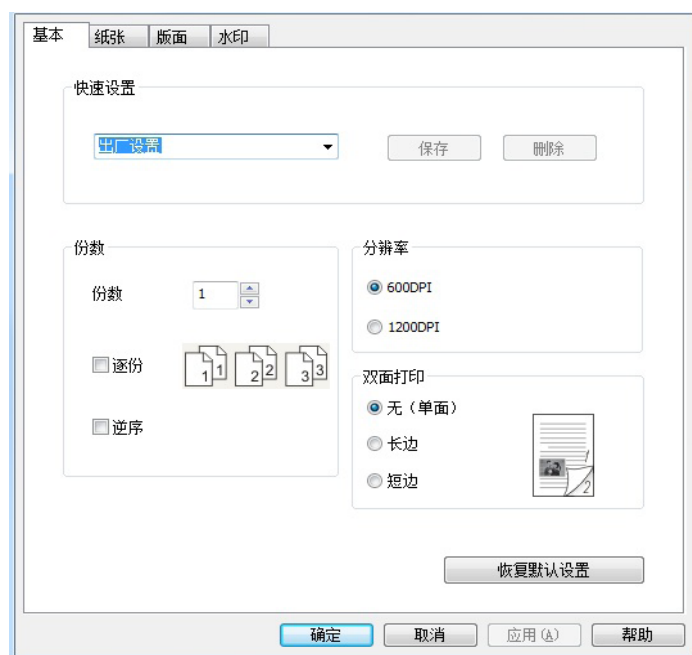 基本 纸张 版面 水印
快速设置
出厂设置 保存 删除
份数 分辨率
份数 1 600DPI
1200DPI
逐份 1 1 2 2 3 3
双面打印
无（单面）
逆序 长边
短边
1
2
恢复默认设置
确定 取消 应用(A) 帮助